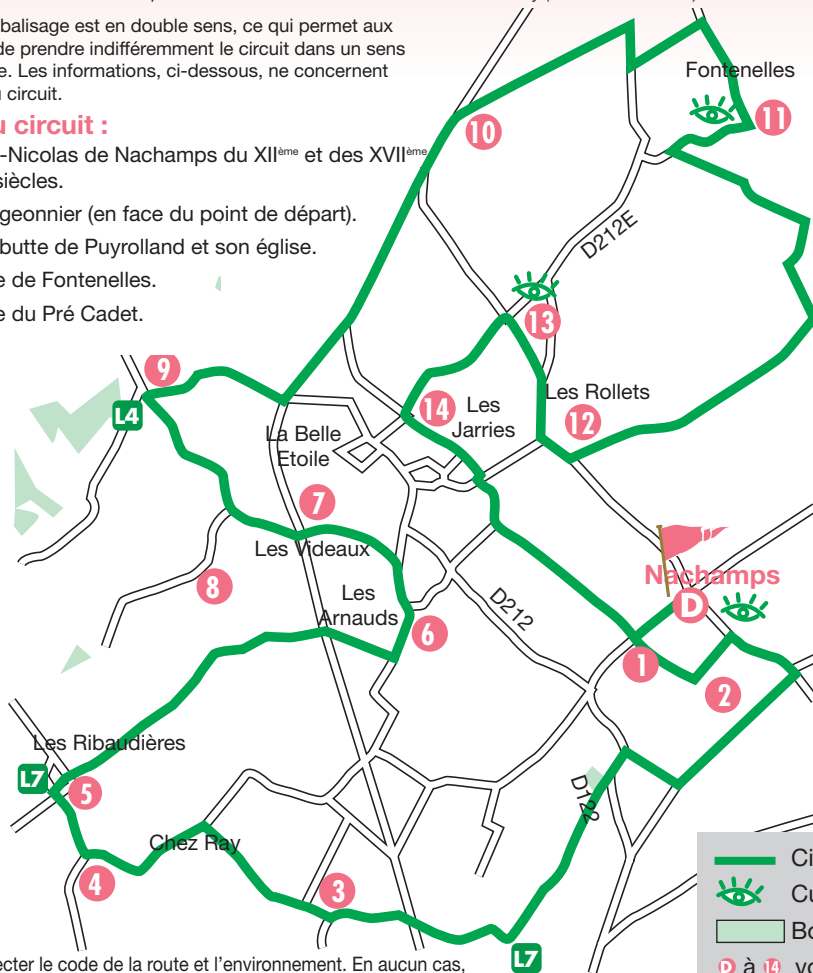 balisage est en double sens, ce qui permet aux
de prendre indifféremment le circuit dans un sens
e. Les informations, ci-dessous, ne concernent
u circuit.
u circuit :
-Nicolas de Nachamps du XIIème et des XVIIème
siècles.
geonnier (en face du point de départ).
butte de Puyrolland et son église.
e de Fontenelles.
e du Pré Cadet.
Fontenelles
10
11
D212E
13
9
L4
14
Les
Jarries
Les Rollets
12
La Belle
Etoile
7
Les Videaux
8
Les
Arnauds
6
D212
Nachamps
D
1
2
Les Ribaudières
L7
5
D122
Chez Ray
4
3
L7
Ci
Cu
Bo
D à 14 vo
ecter le code de la route et l'environnement. En aucun cas,